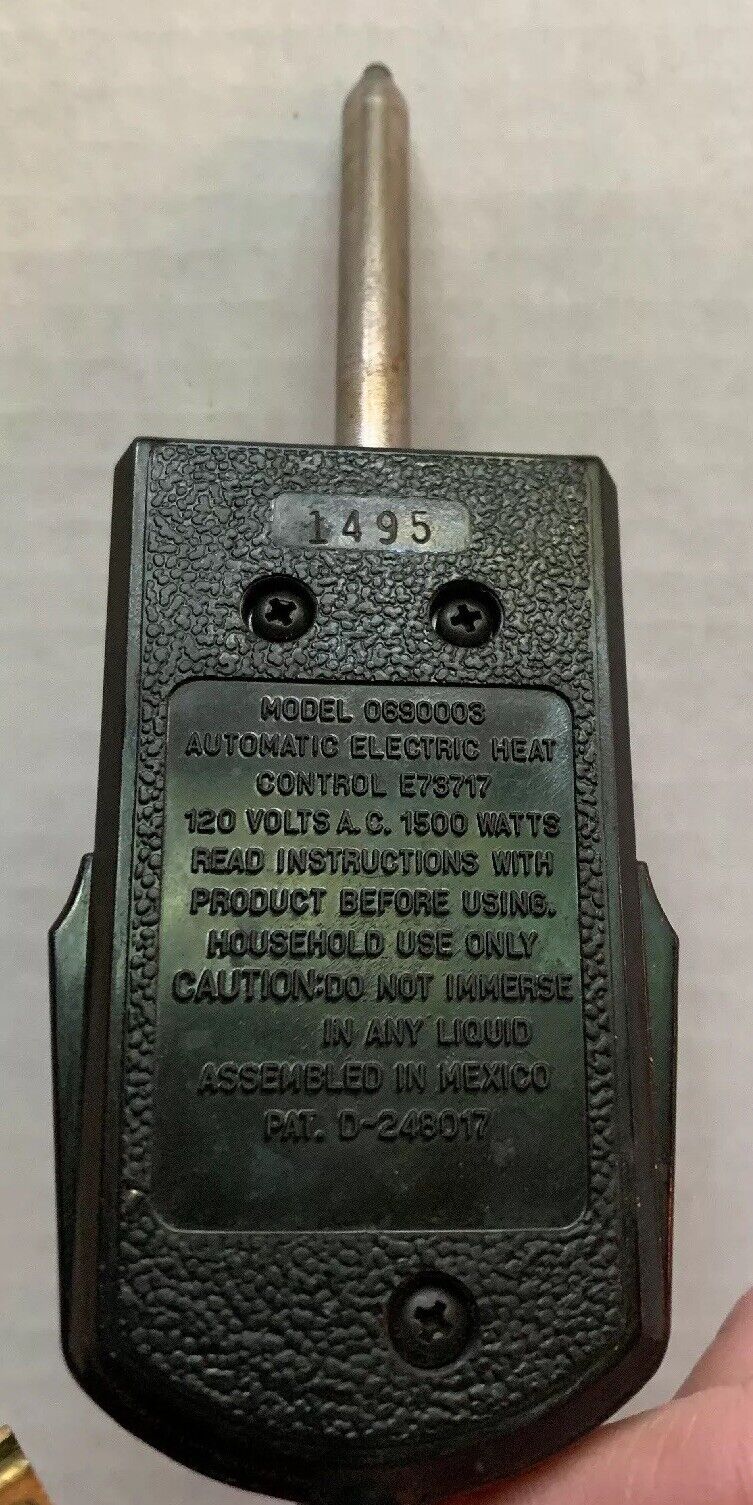 1495
MODEL 0690003
AUTOMATIC ELECTRIC HEAT
CONTROL E73717
120 VOLTS A.C. 1500 WATTS
READ INSTRUCTIONS WITH
PRODUCT BEFORE USING.
HOUSEHOLD USE ONLY
CAUTION:DO NOT IMMERSE
IN ANY LIQUID
ASSEMBLED IN MEXICO
PAT. D-248017